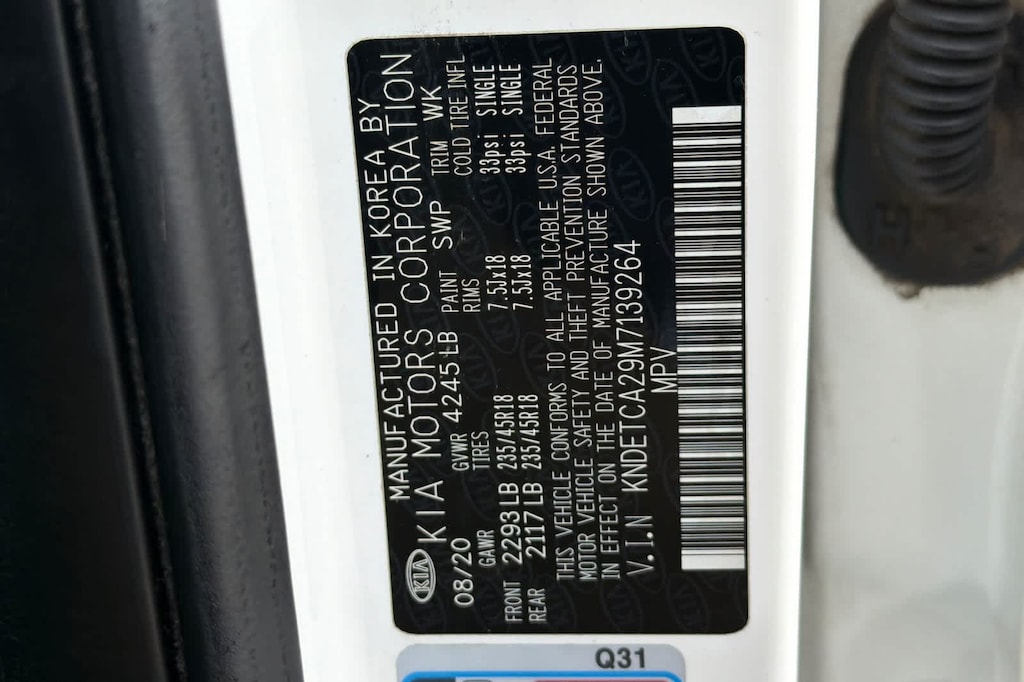 MANUFACTURED IN KOREA BY
KIA KIA MOTORS CORPORATION
08/20 GVWR 4245LB PAINT SWP TRIM WK
GAWR TIRES RIMS COLD TIRE INFL
FRONT 2293LB 235/45R18 7.5Jx18 33psi SINGLE
REAR 2117LB 235/45R18 7.5Jx18 33psi SINGLE
THIS VEHICLE CONFORMS TO ALL APPLICABLE U.S.A. FEDERAL
MOTOR VEHICLE SAFETY AND THEFT PREVENTION STANDARDS
IN EFFECT ON THE DATE OF MANUFACTURE SHOWN ABOVE.
V.I.N KNDETCA29M7139264
MPV
Q31